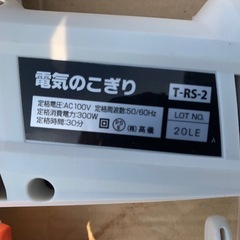 電気のこぎり
T-RS-2
定格電圧:AC100V 定格周波数:50/60Hz
定格消費電力:300W
定格時間:30分
(株)髙儀
LOT NO.
20LE